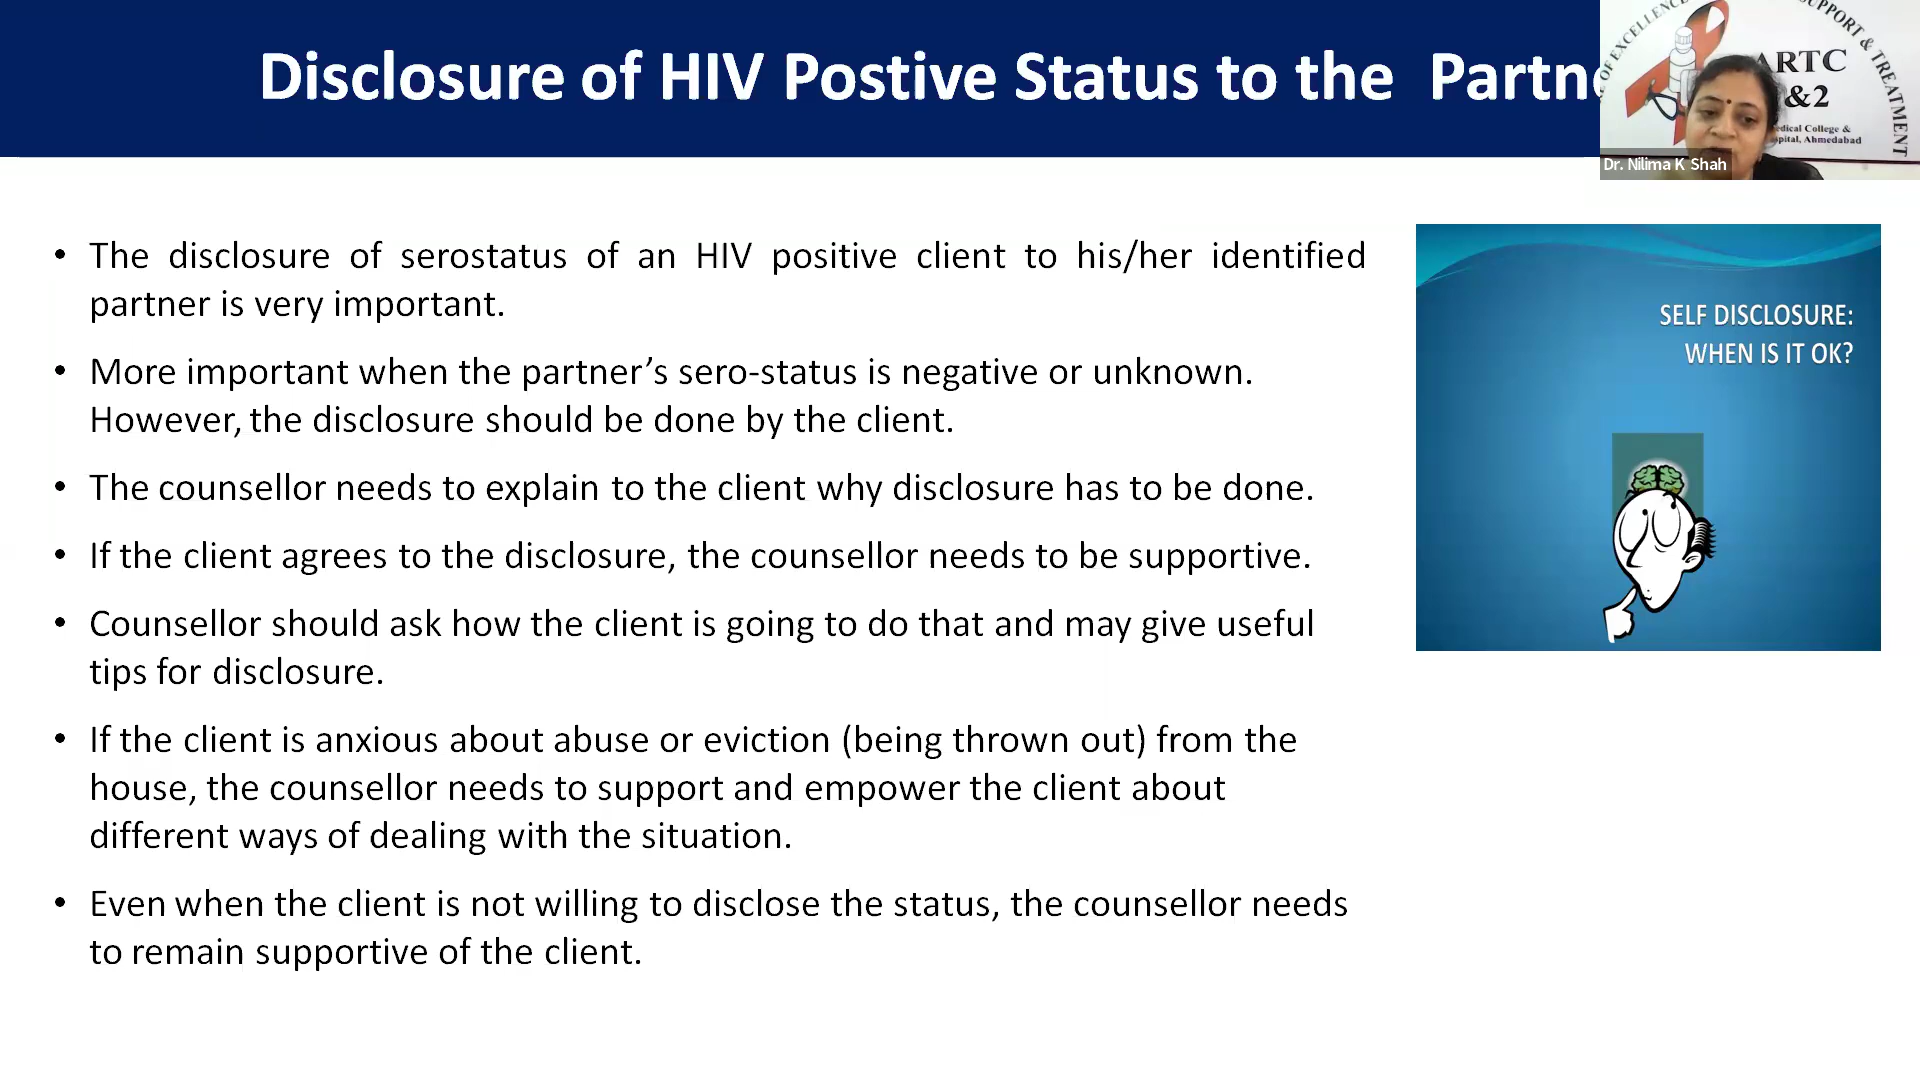 Disclosure of HIV Postive Status to the Partn
OF EXCELLENCE
SUPPORT & TREATMENT
ARTC
&2
edical College &
spital, Ahmedabad
Dr. Nilima K Shah
• The disclosure of serostatus of an HIV positive client to his/her identified
partner is very important.
• More important when the partner’s sero-status is negative or unknown.
However, the disclosure should be done by the client.
• The counsellor needs to explain to the client why disclosure has to be done.
• If the client agrees to the disclosure, the counsellor needs to be supportive.
• Counsellor should ask how the client is going to do that and may give useful
tips for disclosure.
• If the client is anxious about abuse or eviction (being thrown out) from the
house, the counsellor needs to support and empower the client about
different ways of dealing with the situation.
• Even when the client is not willing to disclose the status, the counsellor needs
to remain supportive of the client.
SELF DISCLOSURE:
WHEN IS IT OK?